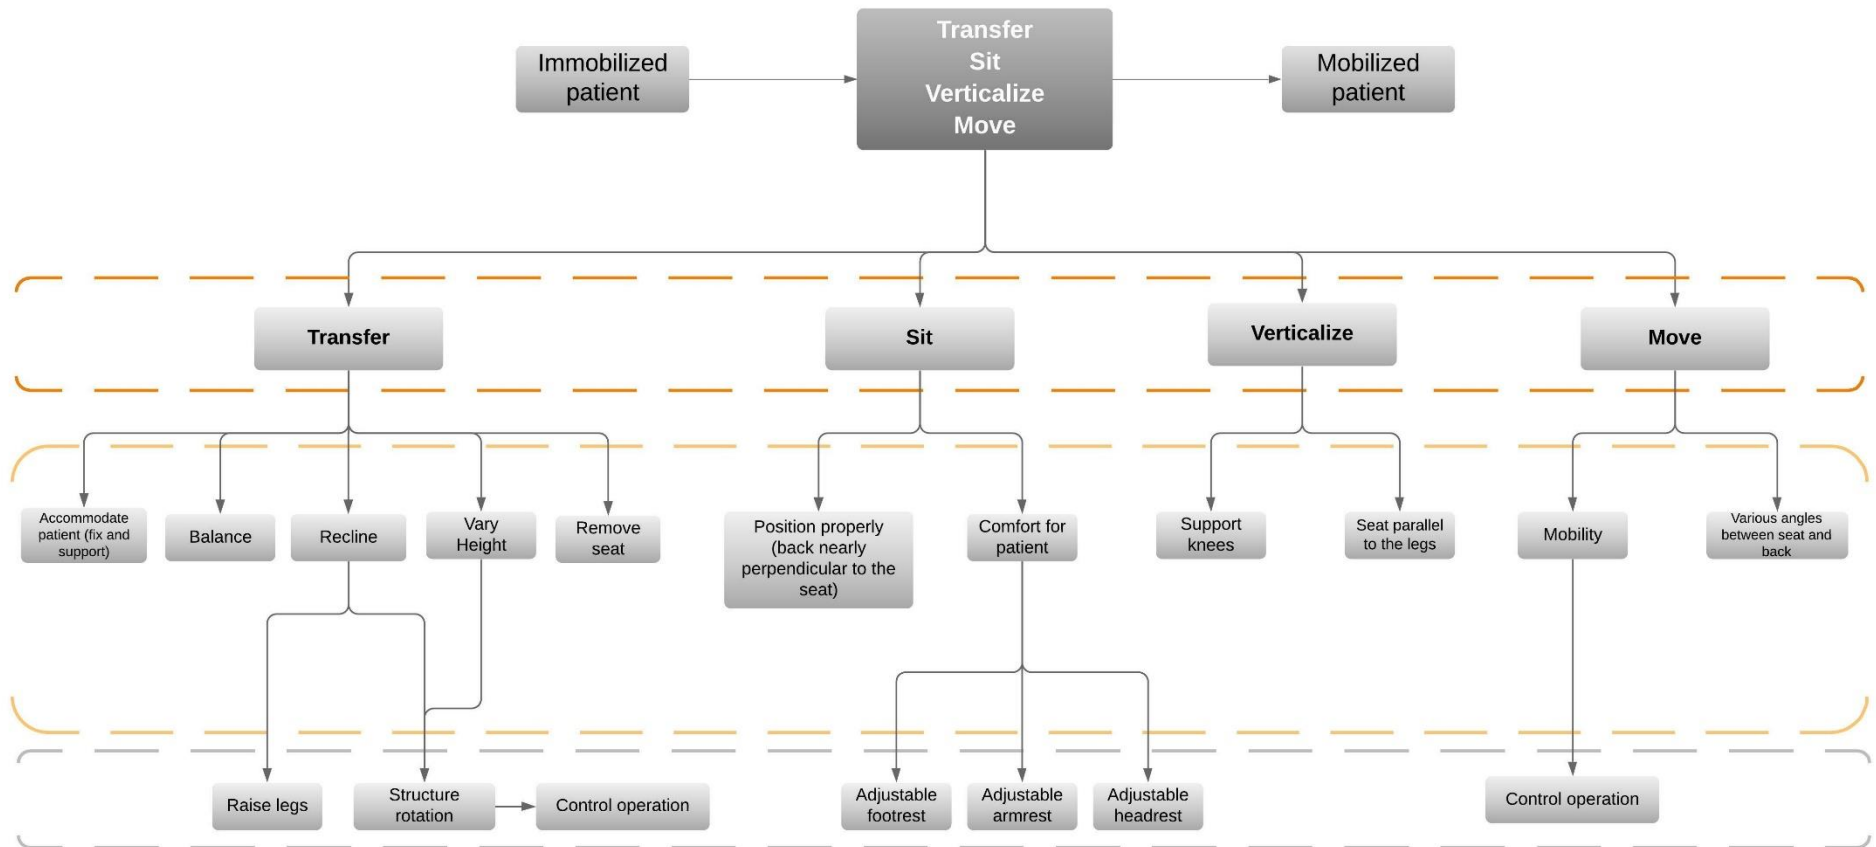 Immobilized
patient
Transfer
Sit
Verticalize
Move
Mobilized
patient
Transfer
Sit
Verticalize
Move
Accommodate
patient (fix and
support)
Balance
Recline
Vary
Height
Remove
seat
Position properly
(back nearly
perpendicular to the
seat)
Comfort for
patient
Support
knees
Seat parallel
to the legs
Mobility
Various angles
between seat and
back
Raise legs
Structure
rotation
Control operation
Adjustable
footrest
Adjustable
armrest
Adjustable
headrest
Control operation